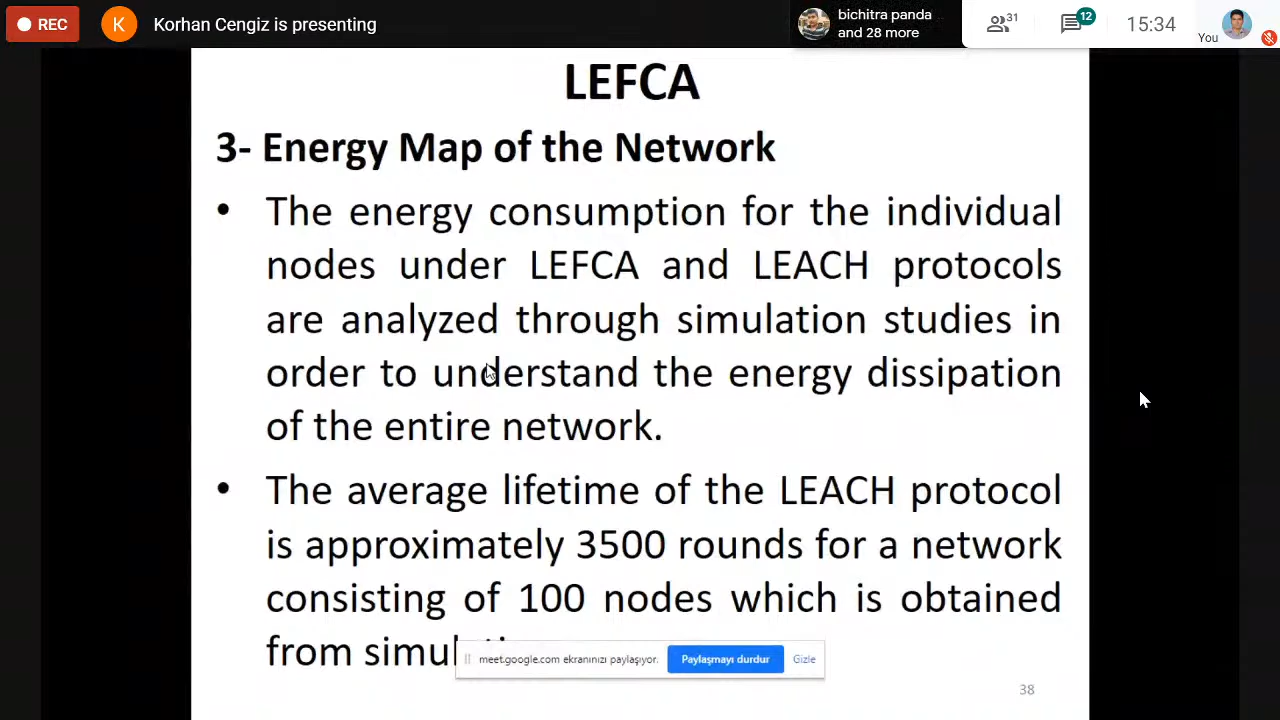 REC
K
Korhan Cengiz is presenting
bichitra panda
and 28 more
31
12
15:34
You
LEFCA
3- Energy Map of the Network
• The energy consumption for the individual
nodes under LEFCA and LEACH protocols
are analyzed through simulation studies in
order to understand the energy dissipation
of the entire network.
• The average lifetime of the LEACH protocol
is approximately 3500 rounds for a network
consisting of 100 nodes which is obtained
from
meet.google.com ekranınızı paylaşıyor.
Paylaşmayı durdur
Gizle
38